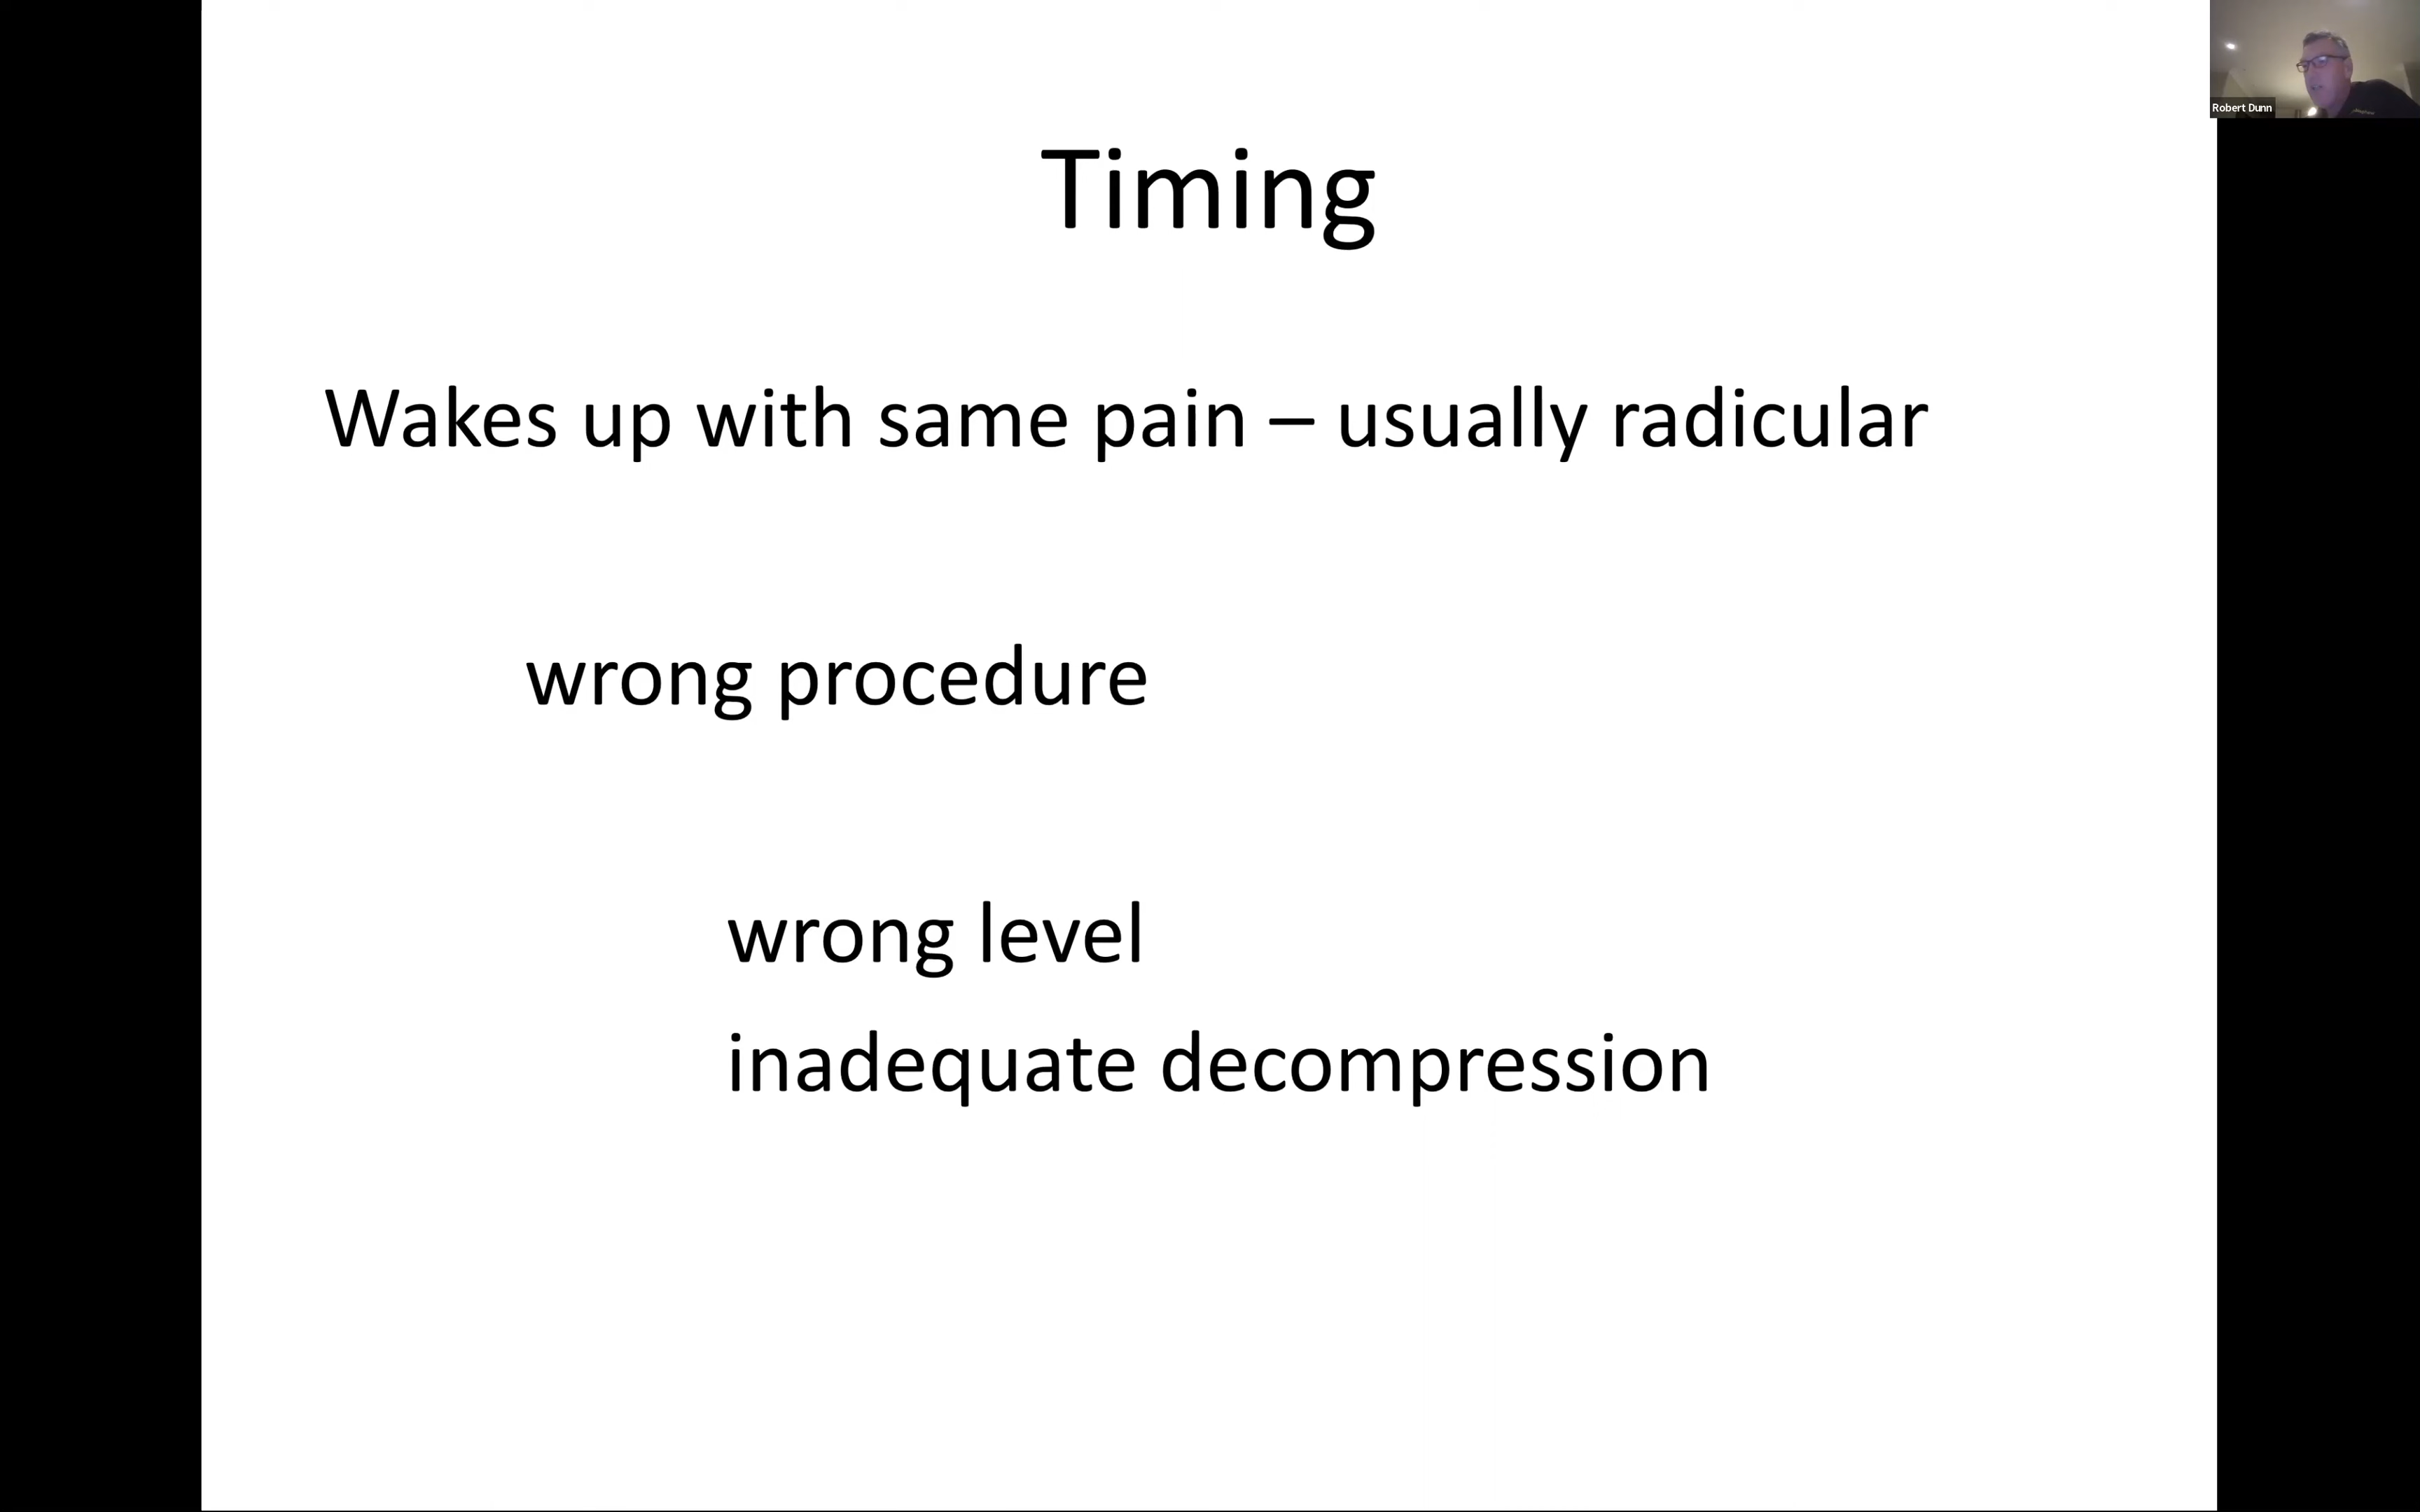 Timing
Robert Dunn
Wakes up with same pain – usually radicular
wrong procedure
wrong level
inadequate decompression